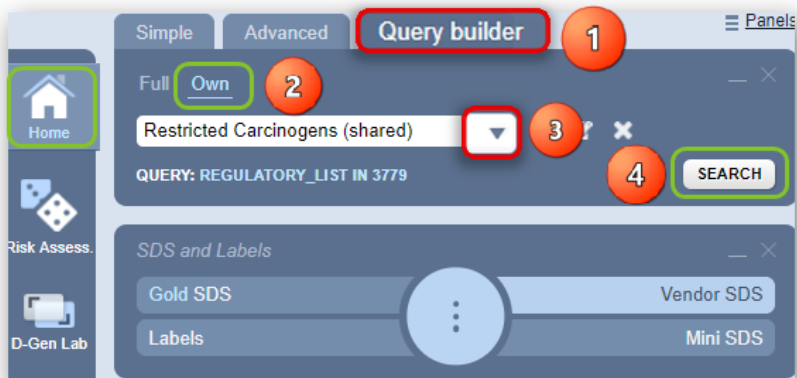 Simple Advanced Query builder 1 Panels
Full Own 2
Home
Restricted Carcinogens (shared) 3
QUERY: REGULATORY_LIST IN 3779 4 SEARCH
Risk Assess.
SDS and Labels
Gold SDS Vendor SDS
D-Gen Lab Labels Mini SDS